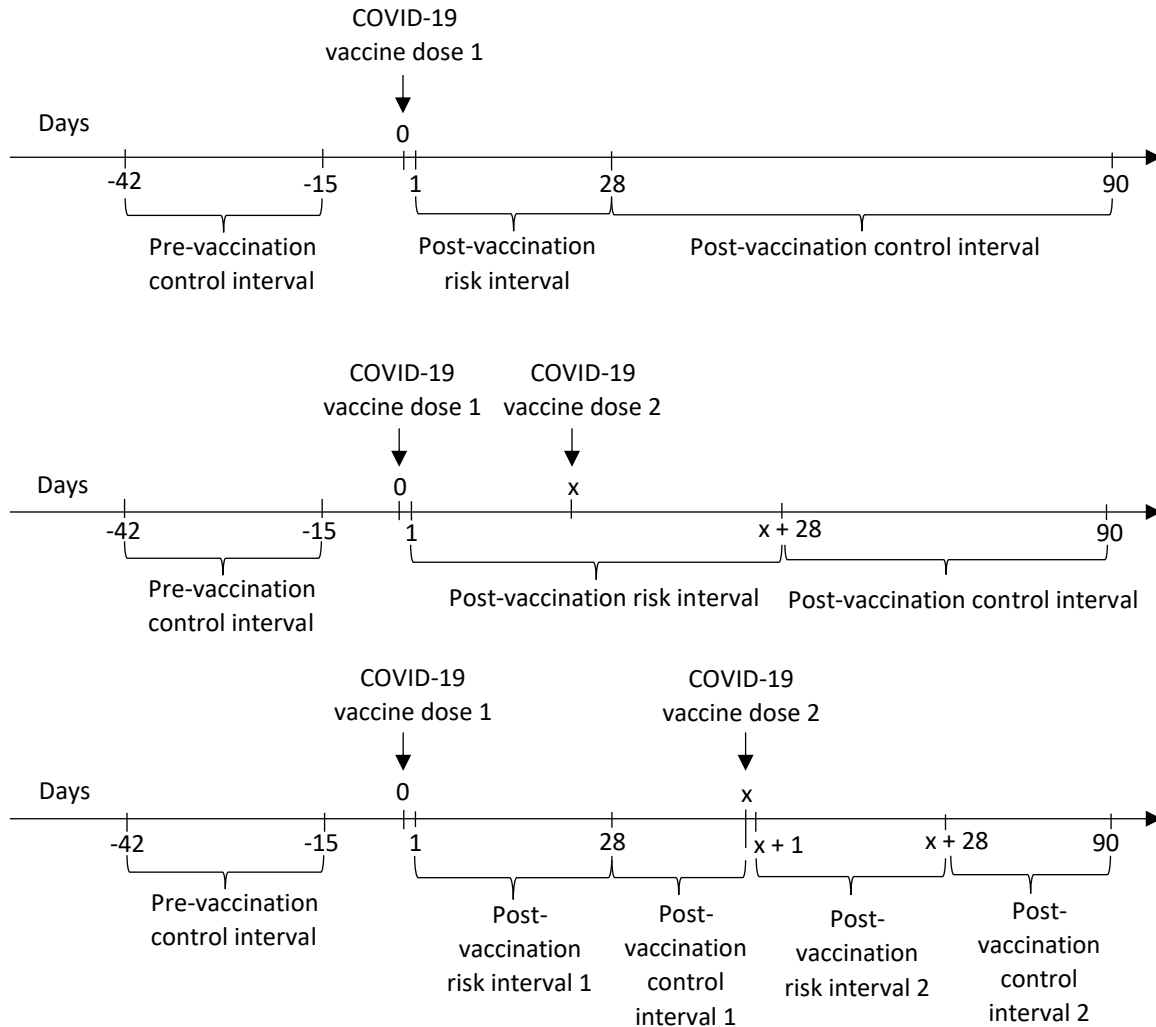 COVID-19
vaccine dose 1
Days
0
-42 -15 1 28 90
Pre-vaccination
control interval
Post-vaccination
risk interval
Post-vaccination control interval
COVID-19
vaccine dose 1
COVID-19
vaccine dose 2
Days
0 x
-42 -15 1 x + 28 90
Pre-vaccination
control interval
Post-vaccination risk interval
Post-vaccination control interval
COVID-19
vaccine dose 1
COVID-19
vaccine dose 2
Days
0 x
-42 -15 1 28 x + 1 x + 28 90
Pre-vaccination
control interval
Post-
vaccination
risk interval 1
Post-
vaccination
control
interval 1
Post-
vaccination
risk interval 2
Post-
vaccination
control
interval 2